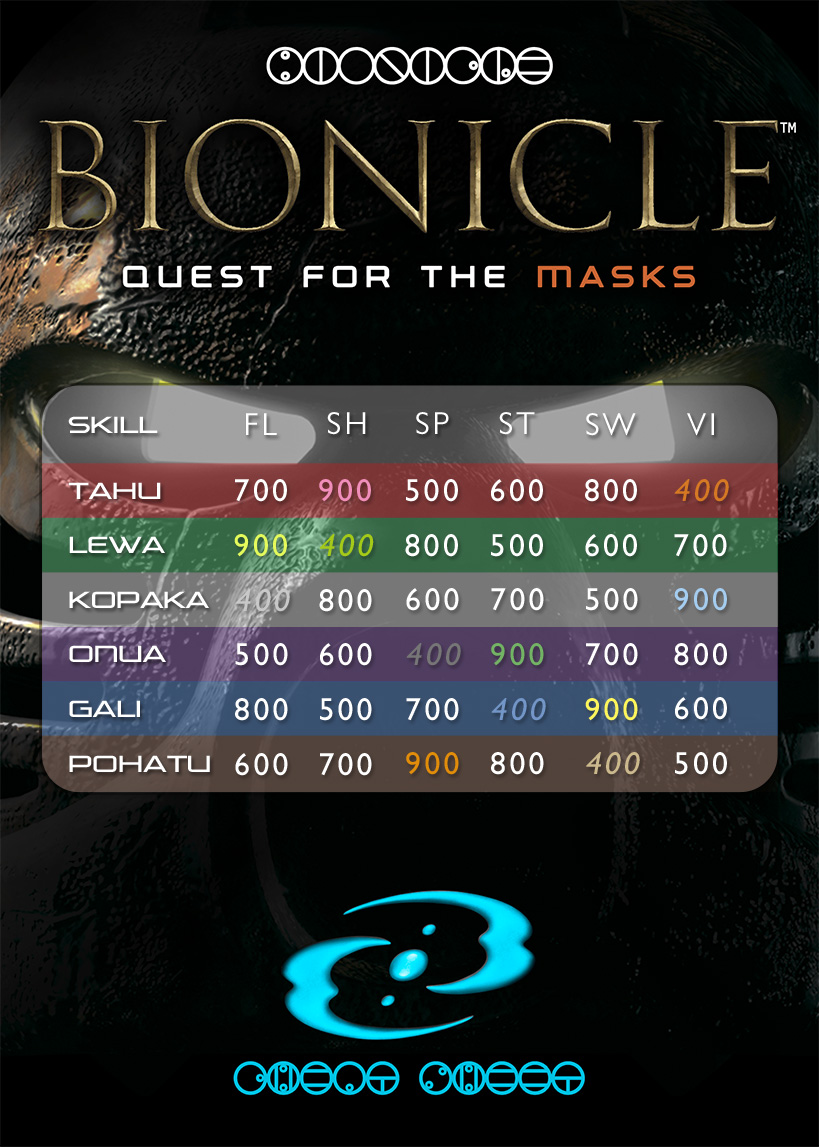 BIONICLE™
QUEST FOR THE MASKS
SKILL FL SH SP ST SW VI
TAHU 700 900 500 600 800 400
LEWA 900 400 800 500 600 700
KOPAKA 400 800 600 700 500 900
ONUA 500 600 400 900 700 800
GALI 800 500 700 400 900 600
POHATU 600 700 900 800 400 500